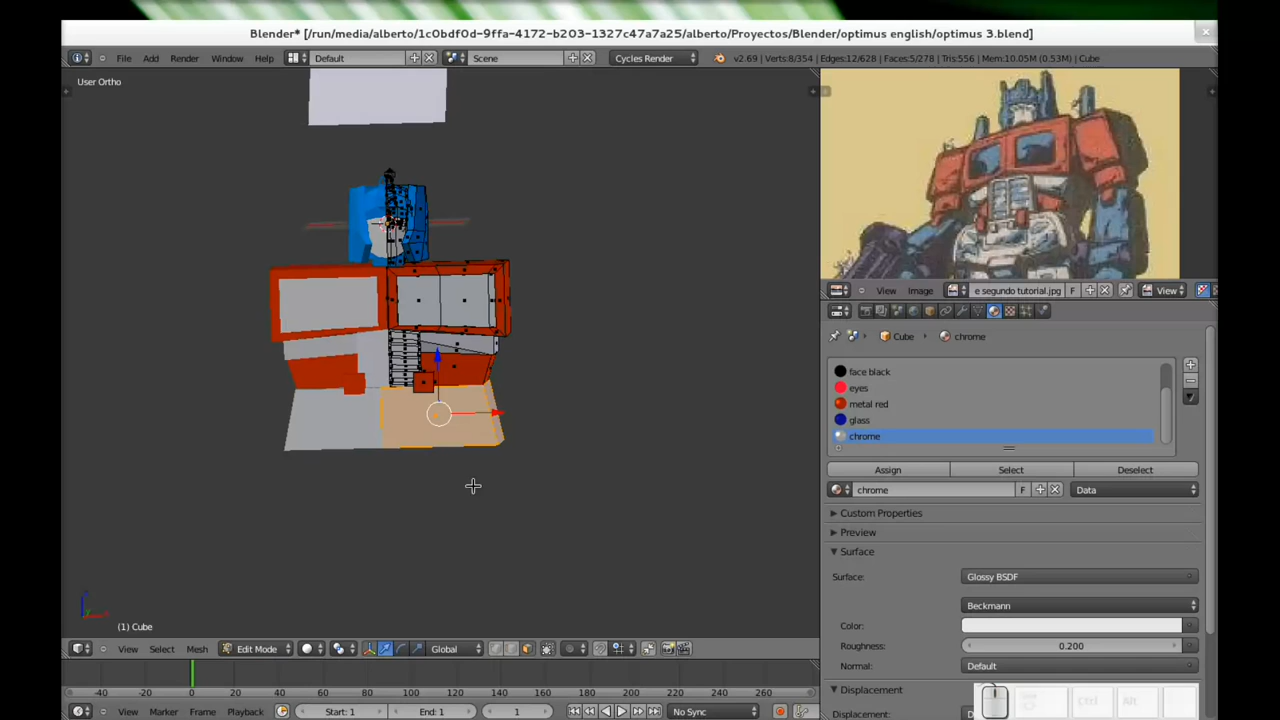 Blender* [/run/media/alberto/1c0bdf0d-9ffa-4172-b203-1327c47a7a25/alberto/Proyectos/Blender/optimus english/optimus 3.blend]
File Add Render Window Help Default Scene Cycles Render v2.69 | Verts:8/354 | Edges:12/628 | Faces:5/278 | Tris:556 | Mem:10.05M (0.53M) | Cube
User Ortho
View Image e segundo tutorial.jpg F View
Cube chrome
face black
eyes
metal red
glass
chrome
Assign Select Deselect
chrome F Data
Custom Properties
Preview
Surface
Surface: Glossy BSDF
Beckmann
Color:
Roughness: 0.200
Normal: Default
Displacement
Displacement:
(1) Cube
View Select Mesh Edit Mode Global
-40 -20 0 20 40 60 80 100 120 140 160 180 200 220 240 260
View Marker Frame Playback Start: 1 End: 1 1 No Sync
Ctrl Alt